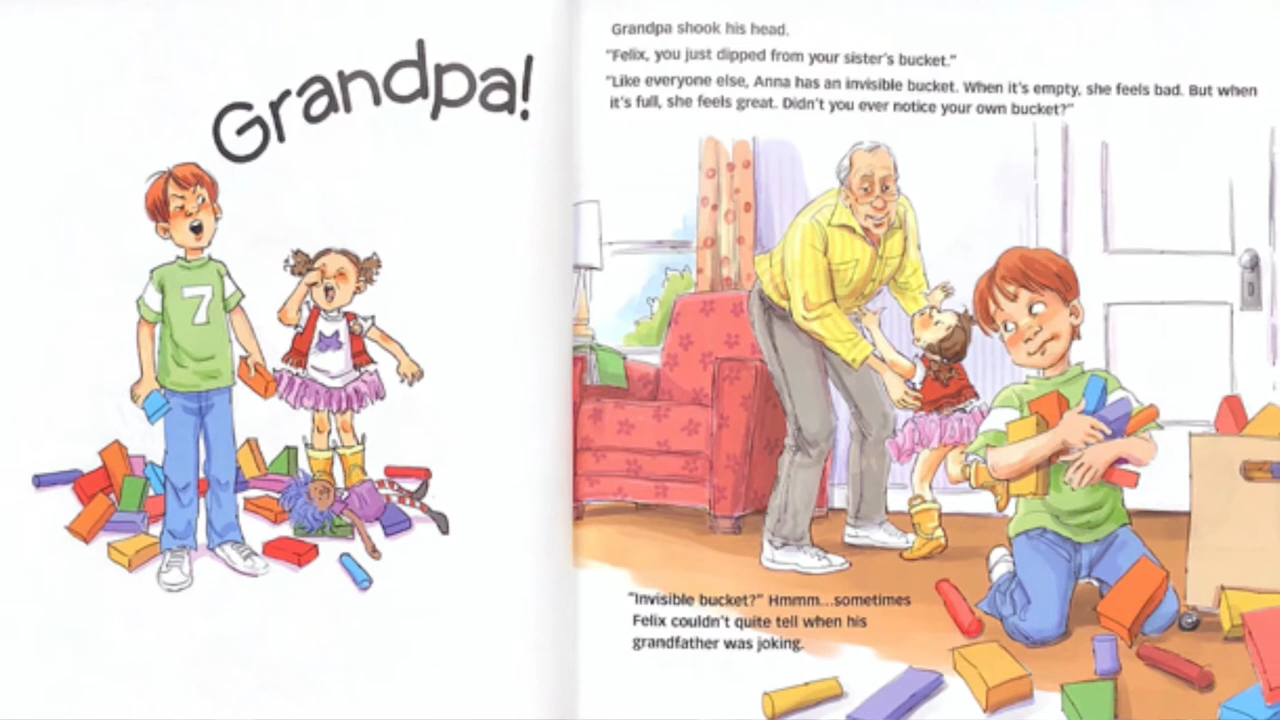 Grandpa!
7
Grandpa shook his head.
"Felix, you just dipped from your sister's bucket."
"Like everyone else, Anna has an invisible bucket. When it's empty, she feels bad. But when
it's full, she feels great. Didn't you ever notice your own bucket?"
"Invisible bucket?" Hmmm...sometimes
Felix couldn't quite tell when his
grandfather was joking.